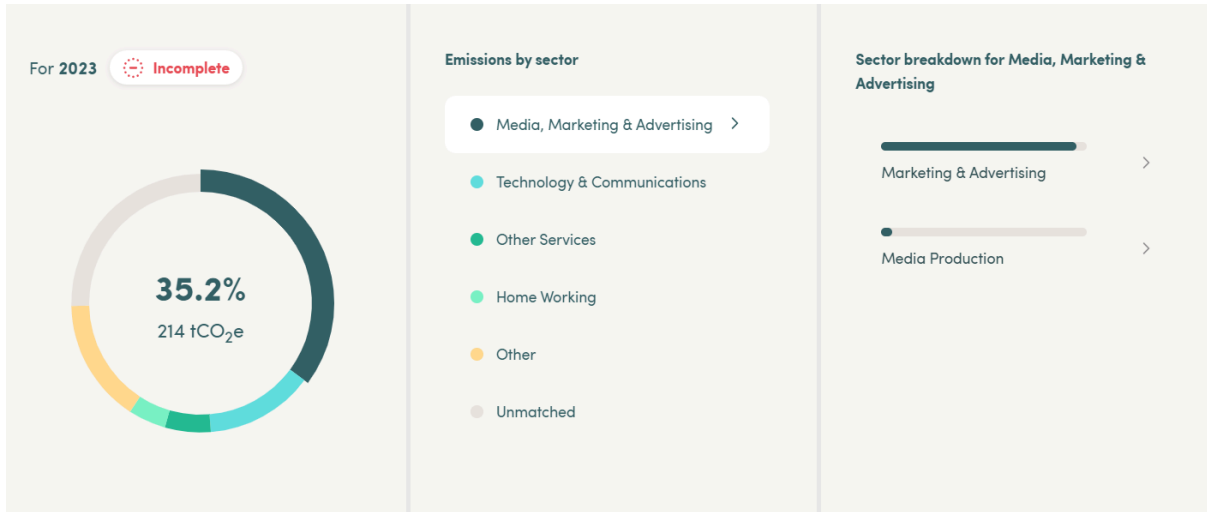 For 2023 Incomplete
35.2%
214 tCO₂e
Emissions by sector
Media, Marketing & Advertising
Technology & Communications
Other Services
Home Working
Other
Unmatched
Sector breakdown for Media, Marketing &
Advertising
Marketing & Advertising
Media Production